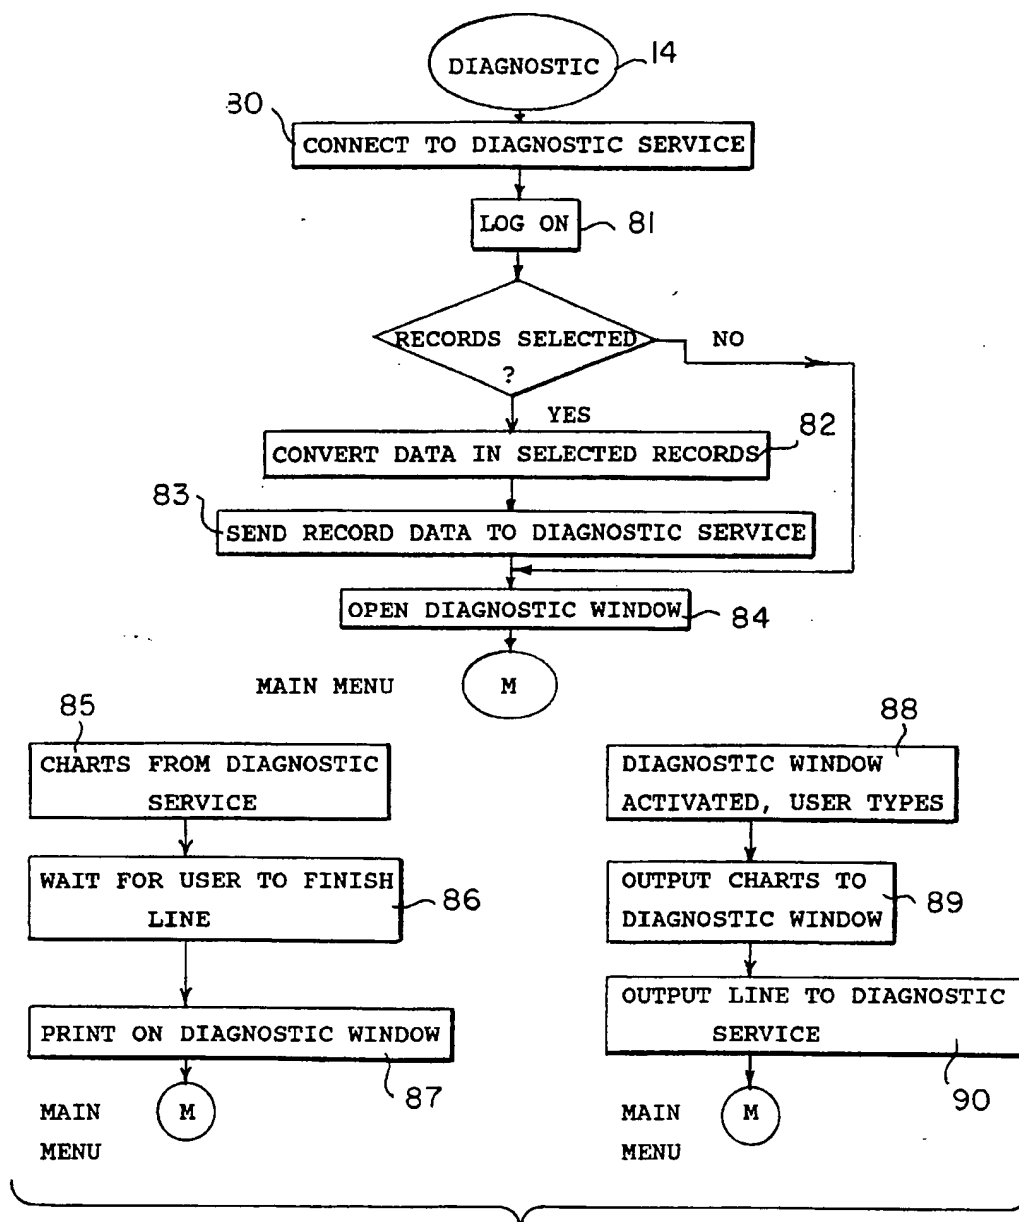 DIAGNOSTIC
14
80
CONNECT TO DIAGNOSTIC SERVICE
LOG ON
81
RECORDS SELECTED
?
NO
YES
82
CONVERT DATA IN SELECTED RECORDS
83
SEND RECORD DATA TO DIAGNOSTIC SERVICE
OPEN DIAGNOSTIC WINDOW
84
MAIN MENU
M
85
CHARTS FROM DIAGNOSTIC
SERVICE
WAIT FOR USER TO FINISH
LINE
86
PRINT ON DIAGNOSTIC WINDOW
87
MAIN
MENU
M
88
DIAGNOSTIC WINDOW
ACTIVATED, USER TYPES
OUTPUT CHARTS TO
DIAGNOSTIC WINDOW
89
OUTPUT LINE TO DIAGNOSTIC
SERVICE
90
MAIN
MENU
M